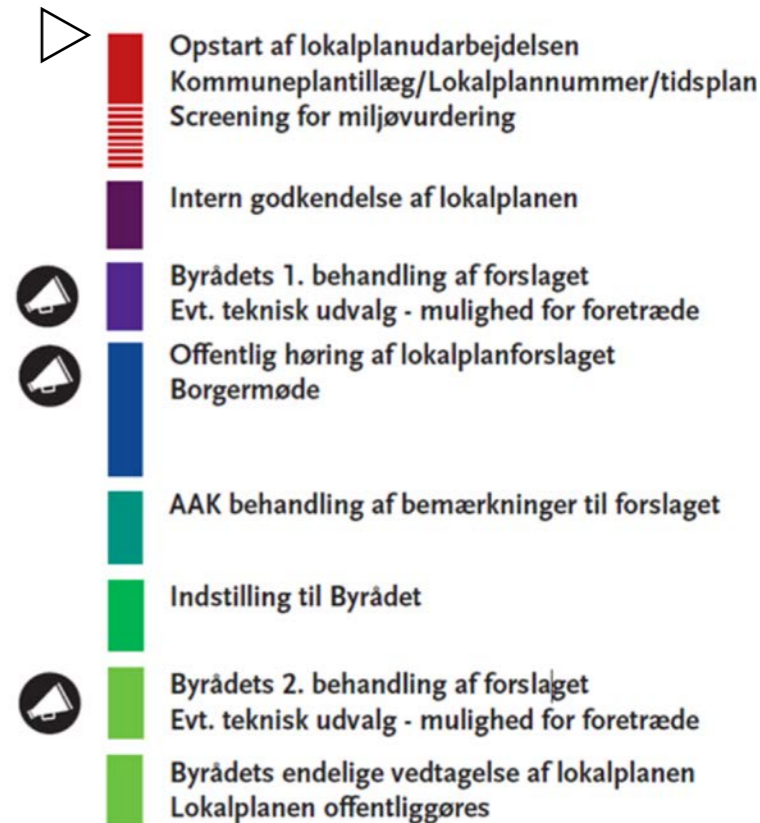 Opstart af lokalplanudarbejdelsen
Kommuneplantillæg/Lokalplannummer/tidsplan
Screening for miljøvurdering
Intern godkendelse af lokalplanen
Byrådets 1. behandling af forslaget
Evt. teknisk udvalg - mulighed for foretræde
Offentlig høring af lokalplanforslaget
Borgermøde
AAK behandling af bemærkninger til forslaget
Indstilling til Byrådet
Byrådets 2. behandling af forslaget
Evt. teknisk udvalg - mulighed for foretræde
Byrådets endelige vedtagelse af lokalplanen
Lokalplanen offentliggøres